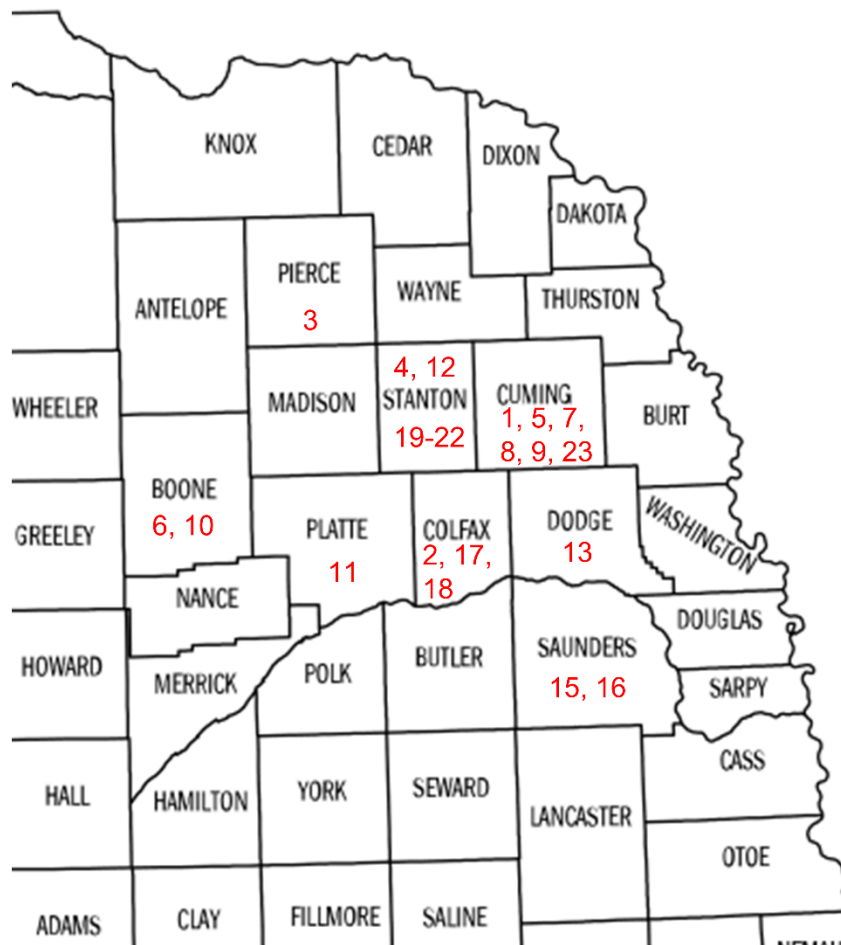 KNOX
CEDAR
DIXON
DAKOTA
PIERCE
3
WAYNE
THURSTON
ANTELOPE
WHEELER
MADISON
4, 12
STANTON
19-22
CUMING
1, 5, 7,
8, 9, 23
BURT
BOONE
6, 10
GREELEY
PLATTE
11
COLFAX
2, 17,
18
DODGE
13
WASHINGTON
NANCE
DOUGLAS
HOWARD
MERRICK
POLK
BUTLER
SAUNDERS
15, 16
SARPY
HALL
HAMILTON
YORK
SEWARD
LANCASTER
CASS
OTOE
ADAMS
CLAY
FILLMORE
SALINE